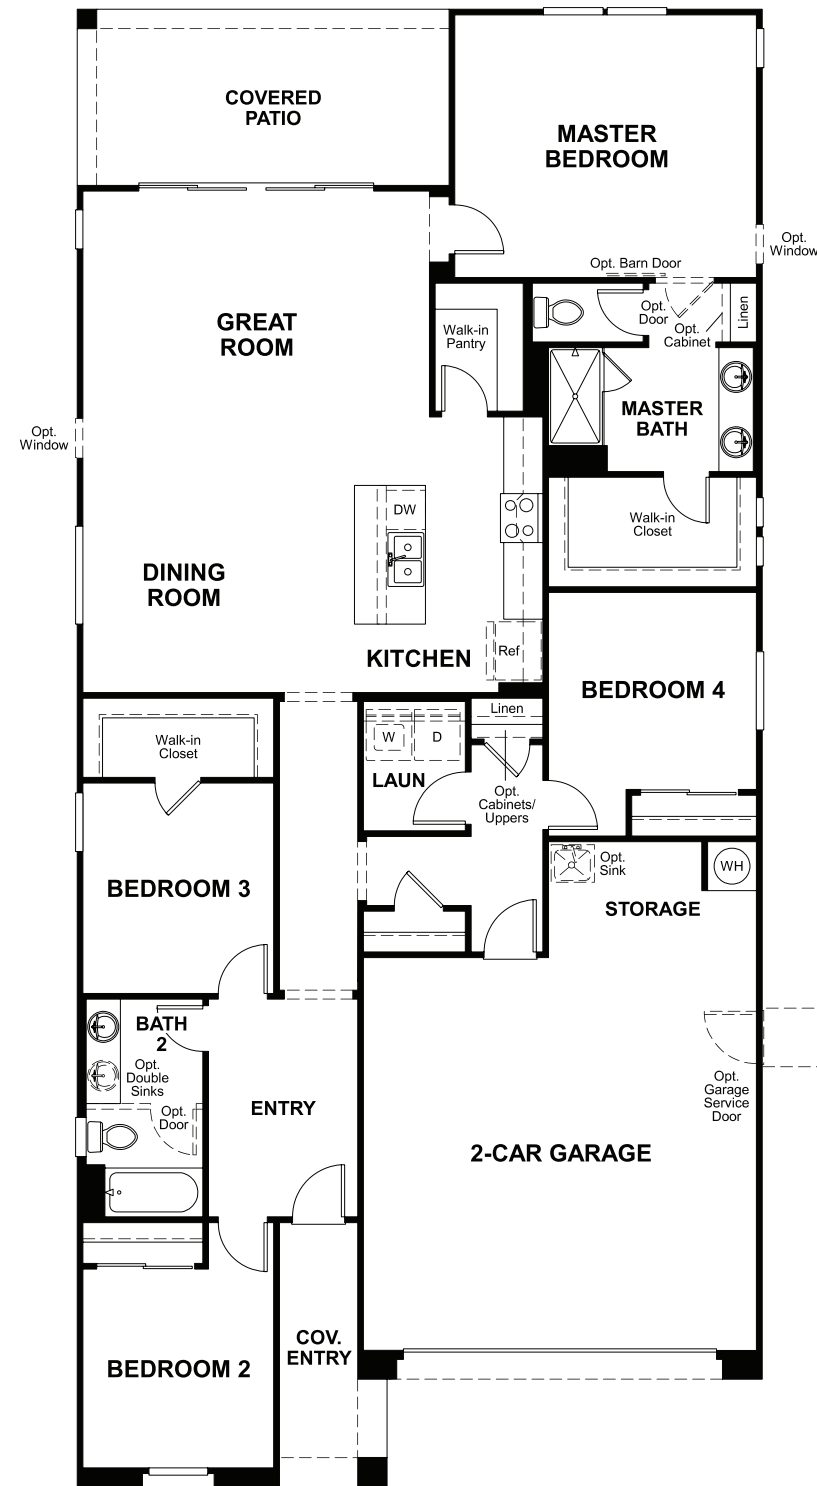 COVERED
PATIO
MASTER
BEDROOM
Opt.
Window
Opt. Barn Door
Opt.
Door
Opt.
Cabinet
Linen
GREAT
ROOM
Walk-in
Pantry
MASTER
BATH
Opt.
Window
DW
Walk-in
Closet
DINING
ROOM
KITCHEN
Ref
BEDROOM 4
Linen
Walk-in
Closet
W
D
LAUN
Opt.
Cabinets/
Uppers
BEDROOM 3
Opt.
Sink
WH
STORAGE
BATH
2
Opt.
Double
Sinks
Opt.
Door
ENTRY
Opt.
Garage
Service
Door
2-CAR GARAGE
COV.
ENTRY
BEDROOM 2